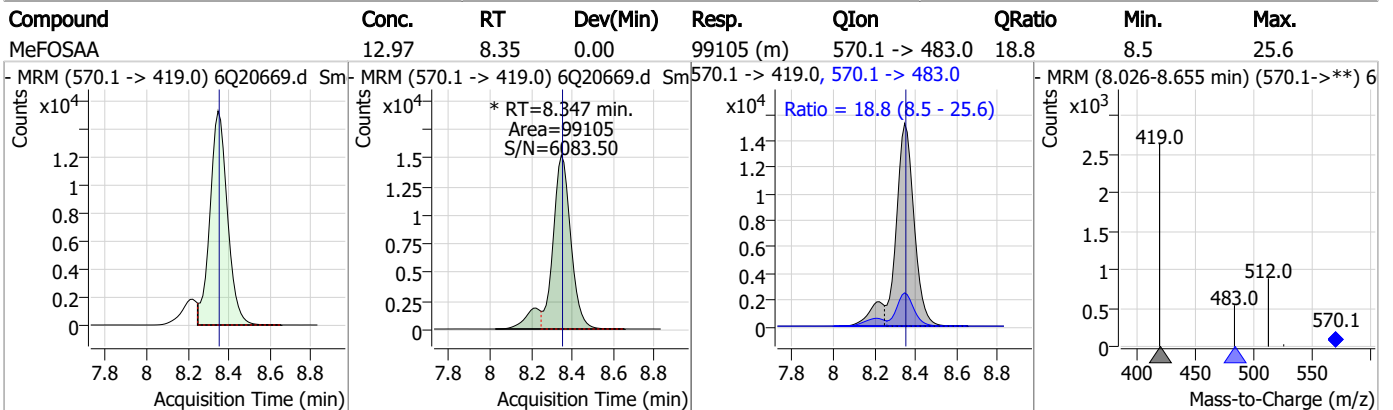 Compound Conc. RT Dev(Min) Resp. QIon QRatio Min. Max.
MeFOSAA 12.97 8.35 0.00 99105 (m) 570.1 -> 483.0 18.8 8.5 25.6
- MRM (570.1 -> 419.0) 6Q20669.d Sm
Counts
x10⁴
1.2
1
0.8
0.6
0.4
0.2
0
7.8 8 8.2 8.4 8.6 8.8
Acquisition Time (min)
- MRM (570.1 -> 419.0) 6Q20669.d Sm
Counts
x10⁴
* RT=8.347 min.
Area=99105
S/N=6083.50
1.5
1.25
1
0.75
0.5
0.25
0
7.8 8 8.2 8.4 8.6 8.8
Acquisition Time (min)
570.1 -> 419.0, 570.1 -> 483.0
Counts
x10⁴
Ratio = 18.8 (8.5 - 25.6)
1.4
1.2
1
0.8
0.6
0.4
0.2
0
7.8 8 8.2 8.4 8.6 8.8
Acquisition Time (min)
- MRM (8.026-8.655 min) (570.1->**) 6
Counts
x10³
419.0
2.5
2
1.5
1
512.0
483.0
0.5
570.1
0
400 450 500 550
Mass-to-Charge (m/z)